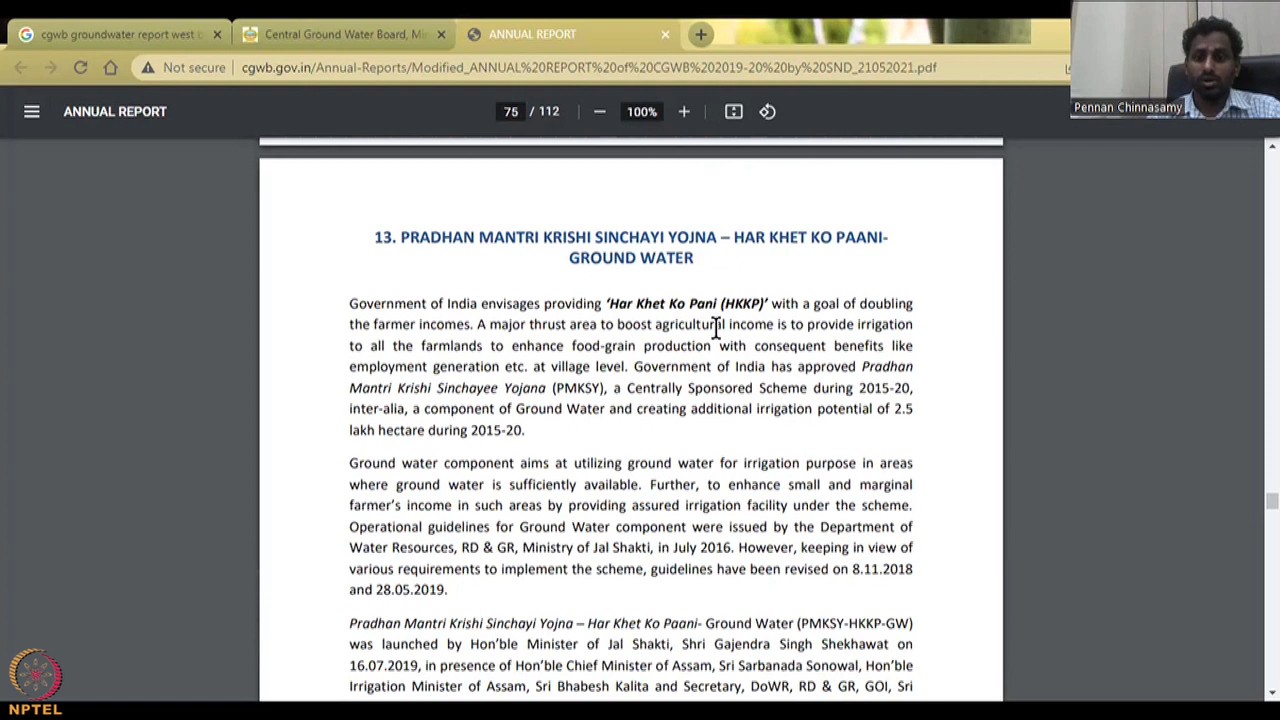 cgwb groundwater report west b
Central Ground Water Board, Mi
ANNUAL REPORT
Not secure
cgwb.gov.in/Annual-Reports/Modified_ANNUAL%20REPORT%20of%20CGWB%202019-20%20by%20SND_21052021.pdf
Pennan Chinnasamy
ANNUAL REPORT
75 / 112
100%
13. PRADHAN MANTRI KRISHI SINCHAYI YOJNA – HAR KHET KO PAANI-
GROUND WATER
Government of India envisages providing ‘Har Khet Ko Pani (HKKP)’ with a goal of doubling
the farmer incomes. A major thrust area to boost agricultural income is to provide irrigation
to all the farmlands to enhance food-grain production with consequent benefits like
employment generation etc. at village level. Government of India has approved Pradhan
Mantri Krishi Sinchayee Yojana (PMKSY), a Centrally Sponsored Scheme during 2015-20,
inter-alia, a component of Ground Water and creating additional irrigation potential of 2.5
lakh hectare during 2015-20.
Ground water component aims at utilizing ground water for irrigation purpose in areas
where ground water is sufficiently available. Further, to enhance small and marginal
farmer’s income in such areas by providing assured irrigation facility under the scheme.
Operational guidelines for Ground Water component were issued by the Department of
Water Resources, RD & GR, Ministry of Jal Shakti, in July 2016. However, keeping in view of
various requirements to implement the scheme, guidelines have been revised on 8.11.2018
and 28.05.2019.
Pradhan Mantri Krishi Sinchayi Yojna – Har Khet Ko Paani- Ground Water (PMKSY-HKKP-GW)
was launched by Hon’ble Minister of Jal Shakti, Shri Gajendra Singh Shekhawat on
16.07.2019, in presence of Hon’ble Chief Minister of Assam, Sri Sarbanada Sonowal, Hon’ble
Irrigation Minister of Assam, Sri Bhabesh Kalita and Secretary, DoWR, RD & GR, GOI, Sri
NPTEL